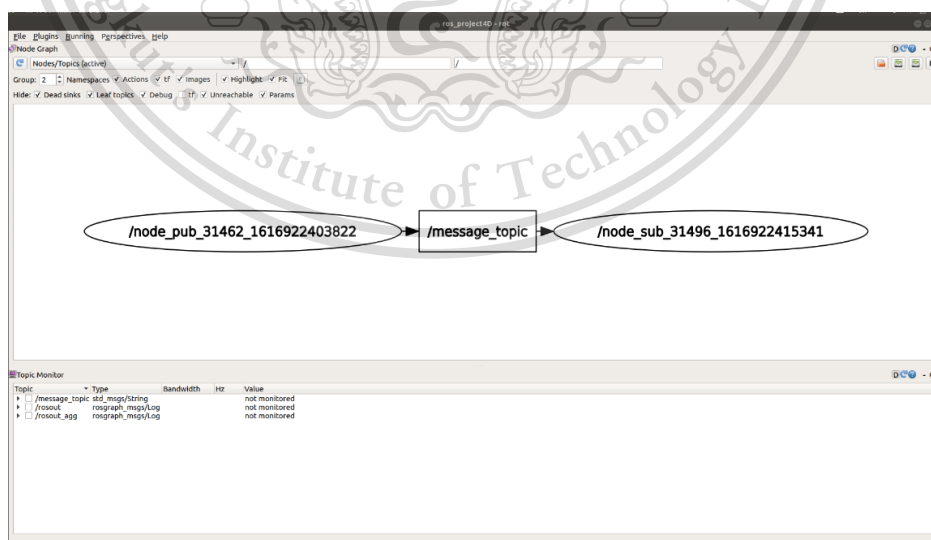 ros_project4D - rqt
File Plugins Running Perspectives Help
Node Graph
Nodes/Topics (active) / /
Group: 2 Namespaces Actions tf Images Highlight Fit
Hide: Dead sinks Leaf topics Debug tf Unreachable Params
Institute of Technology
/node_pub_31462_1616922403822 /message_topic /node_sub_31496_1616922415341
Topic Monitor
Topic Type Bandwidth Hz Value
/message_topic std_msgs/String not monitored
/rosout rosgraph_msgs/Log not monitored
/rosout_agg rosgraph_msgs/Log not monitored